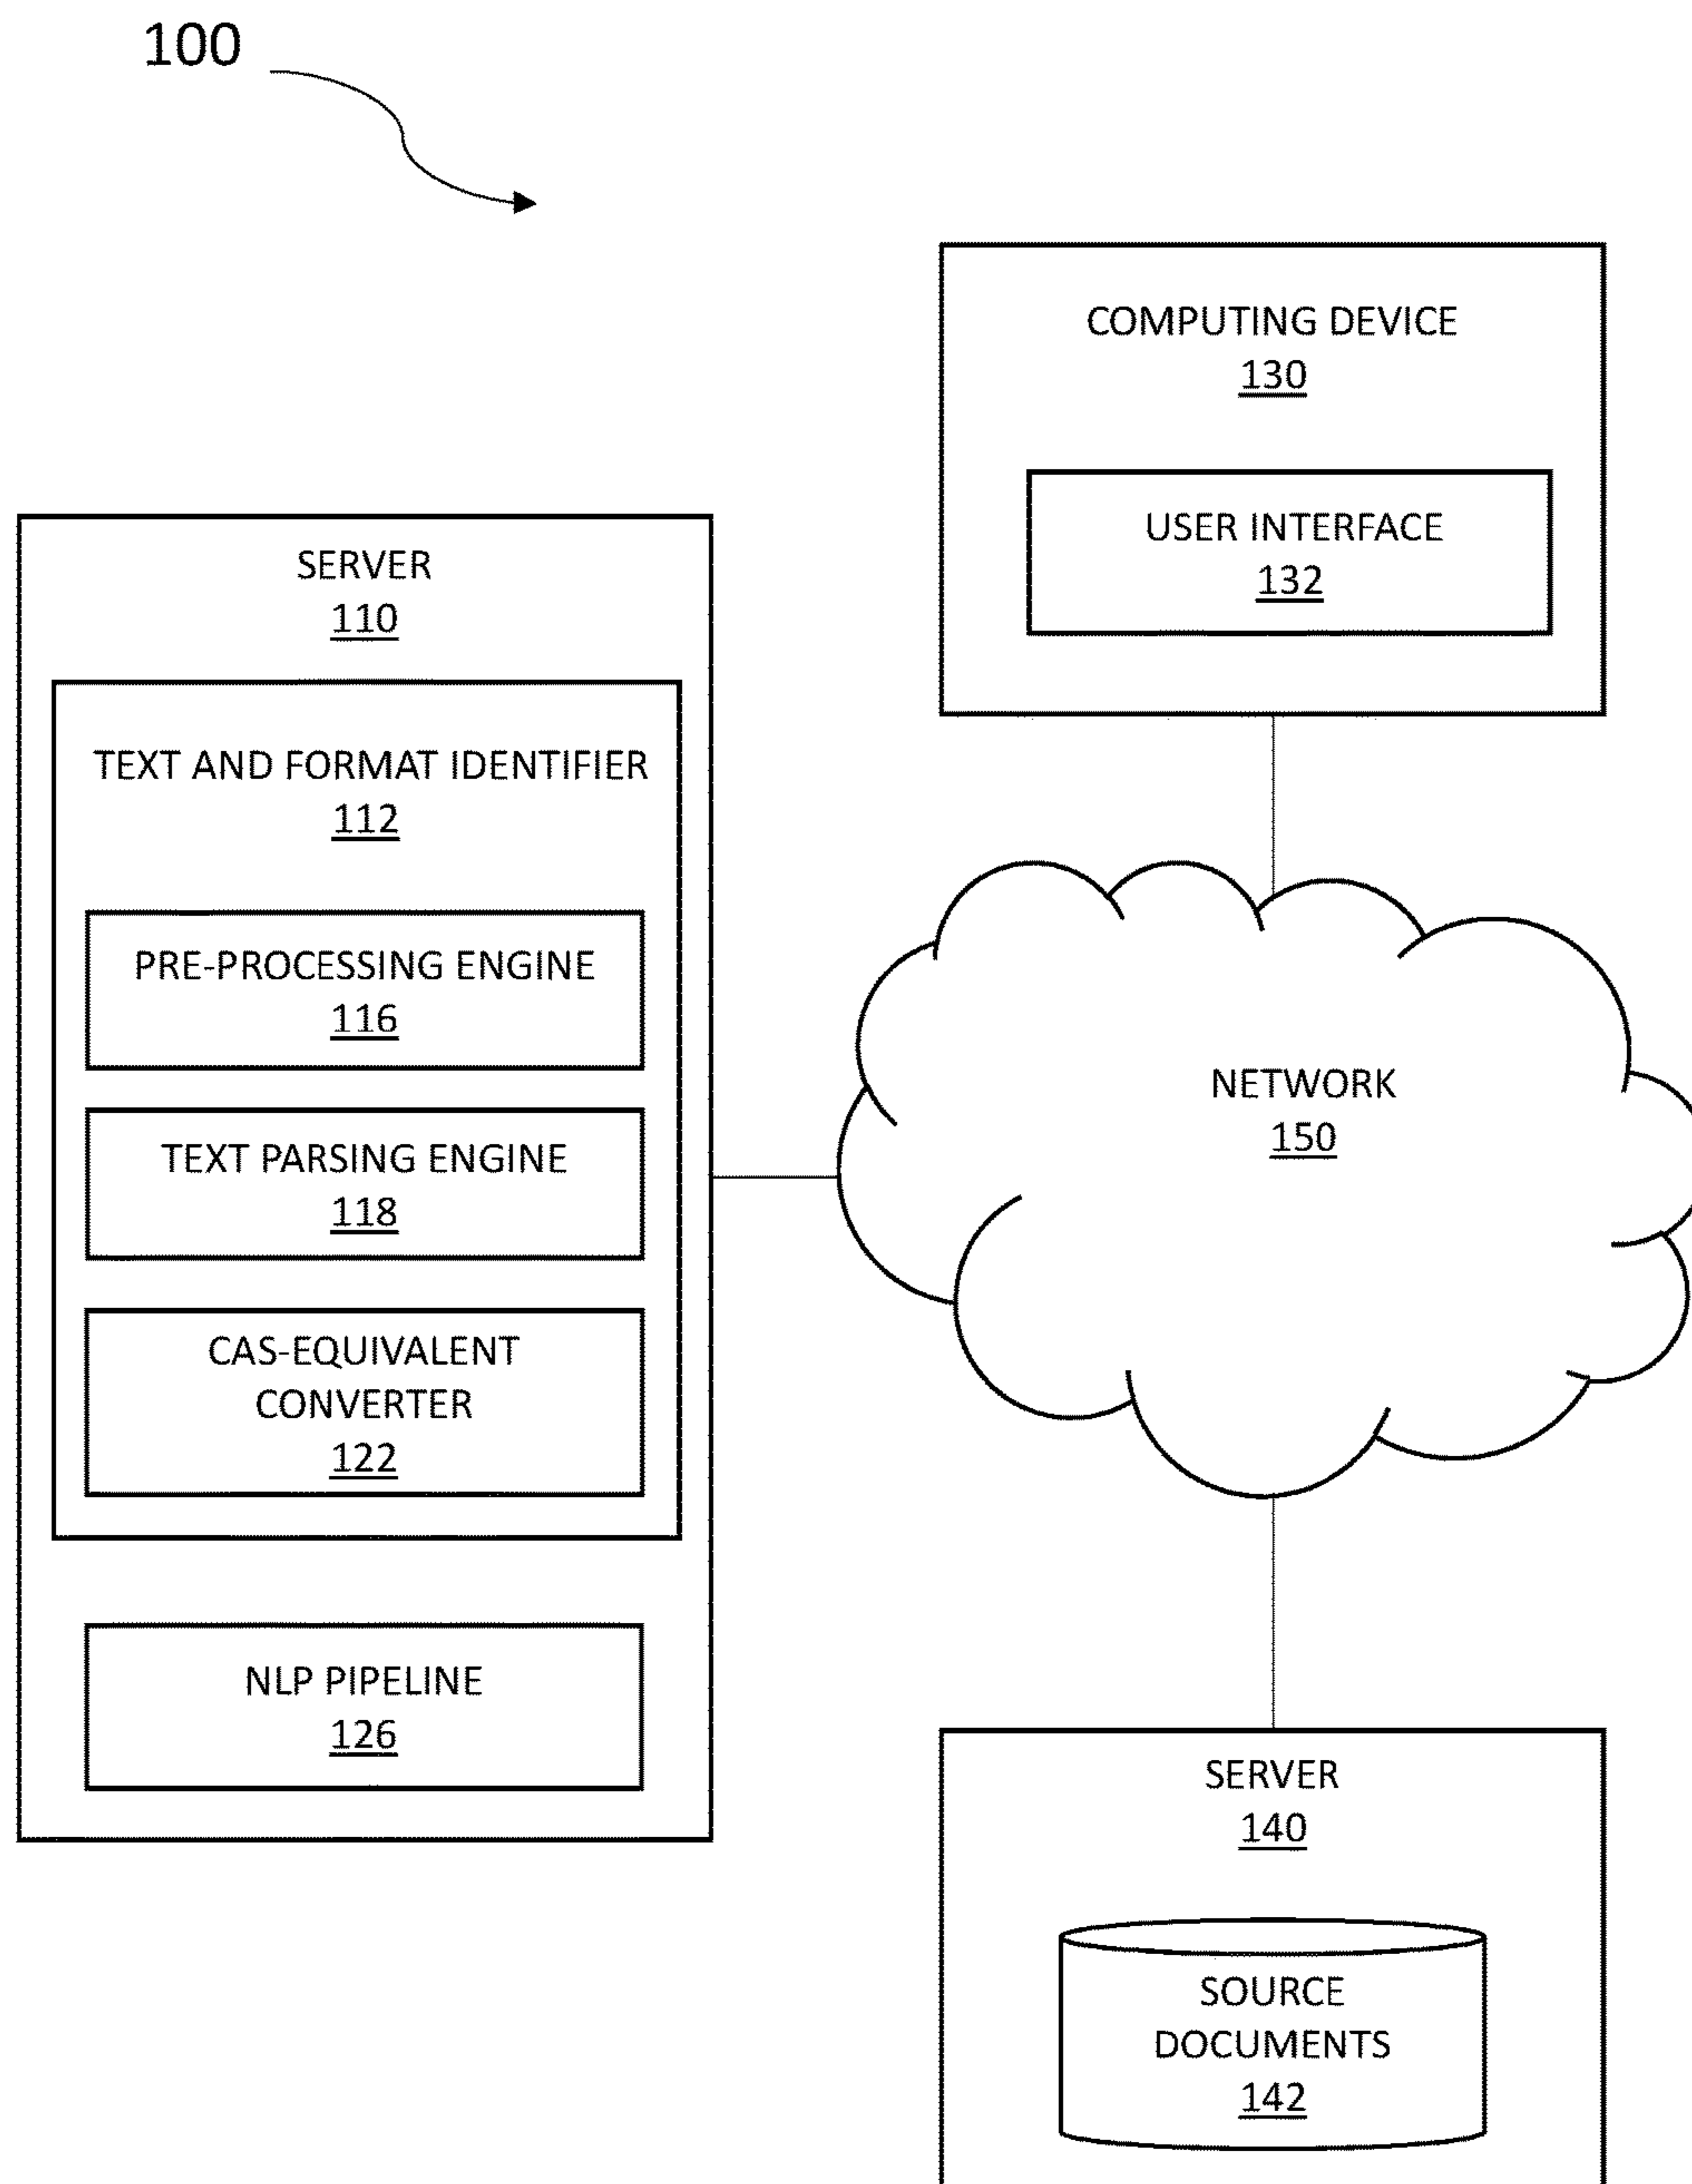 100
COMPUTING DEVICE
130
USER INTERFACE
132
SERVER
110
TEXT AND FORMAT IDENTIFIER
112
PRE-PROCESSING ENGINE
116
TEXT PARSING ENGINE
118
CAS-EQUIVALENT
CONVERTER
122
NLP PIPELINE
126
NETWORK
150
SERVER
140
SOURCE
DOCUMENTS
142